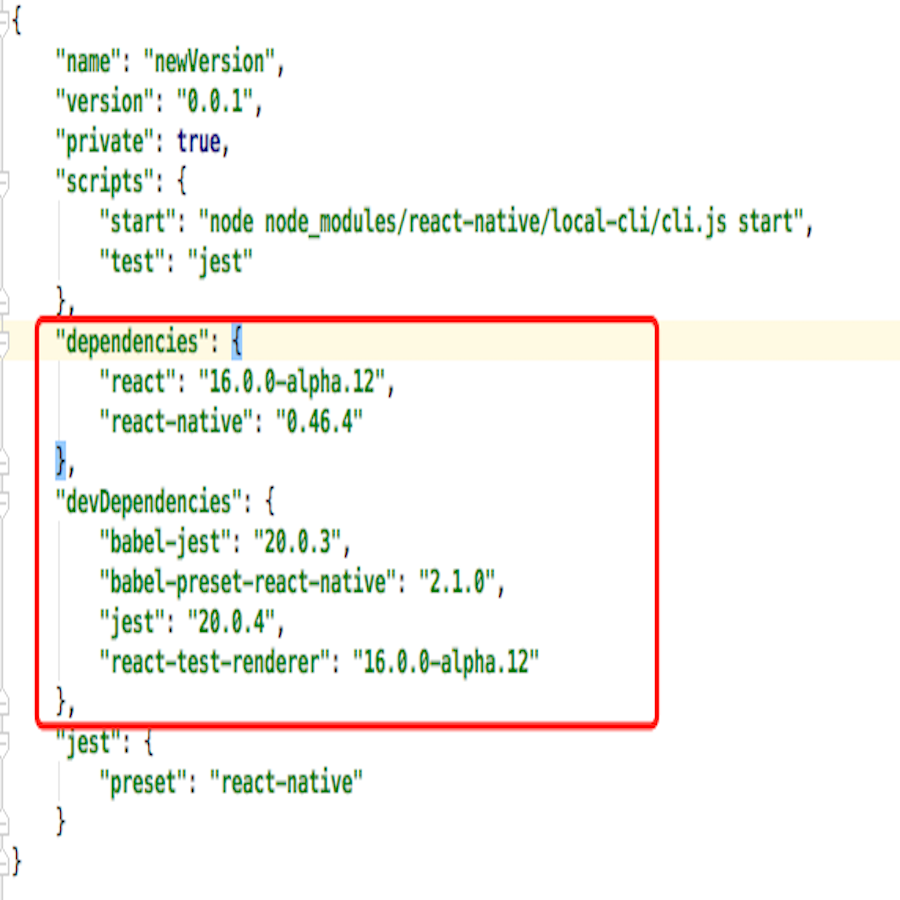 {
    "name": "newVersion",
    "version": "0.0.1",
    "private": true,
    "scripts": {
        "start": "node node_modules/react-native/local-cli/cli.js start",
        "test": "jest"
    },
    "dependencies": {
        "react": "16.0.0-alpha.12",
        "react-native": "0.46.4"
    },
    "devDependencies": {
        "babel-jest": "20.0.3",
        "babel-preset-react-native": "2.1.0",
        "jest": "20.0.4",
        "react-test-renderer": "16.0.0-alpha.12"
    },
    "jest": {
        "preset": "react-native"
    }
}